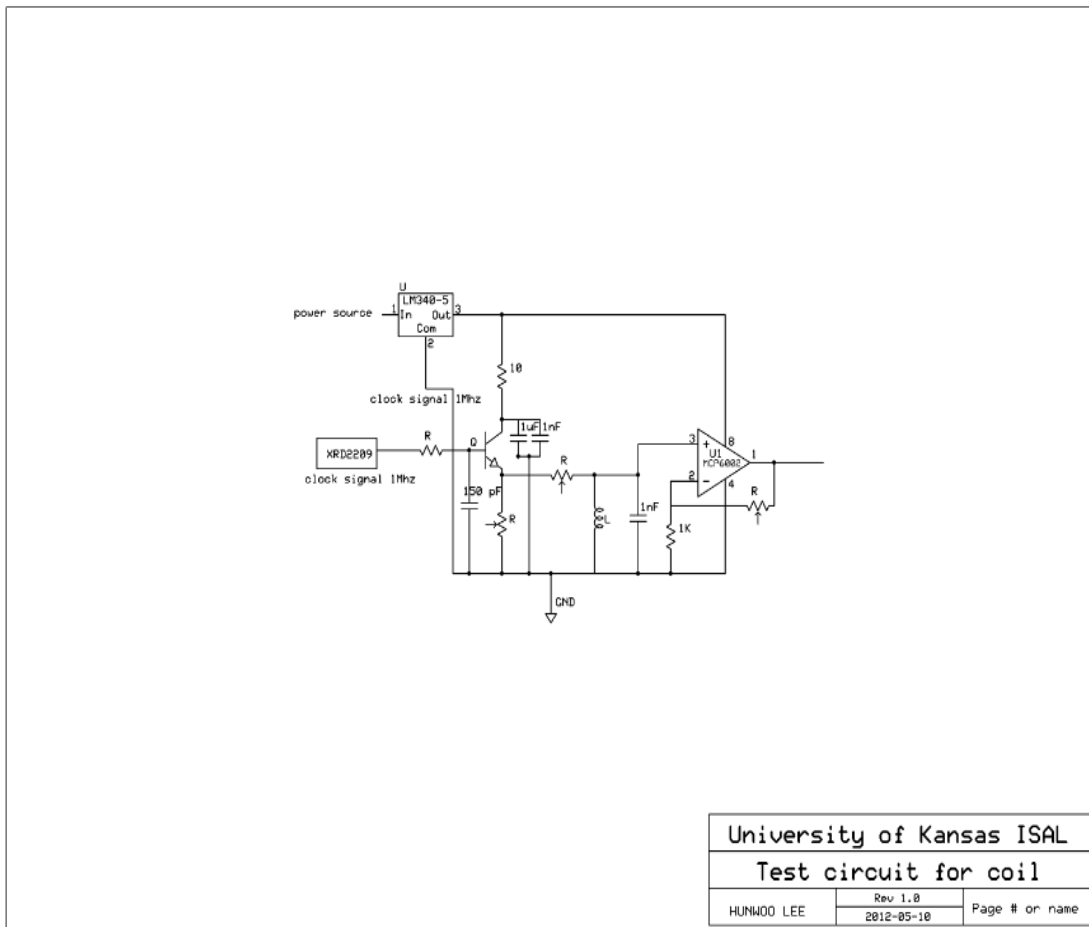 U
LM340-5
power source 1 In Out 3
Com
2
10
clock signal 1Mhz
1uF 1nF
R Q
XRD2209
clock signal 1Mhz
R
3 + 8
U1
MCP6002 1
2 - 4
R
150 pF
R
L
1nF
1K
GND
University of Kansas ISAL
Test circuit for coil
HUNWOO LEE
Rev 1.0
2012-05-10
Page # or name